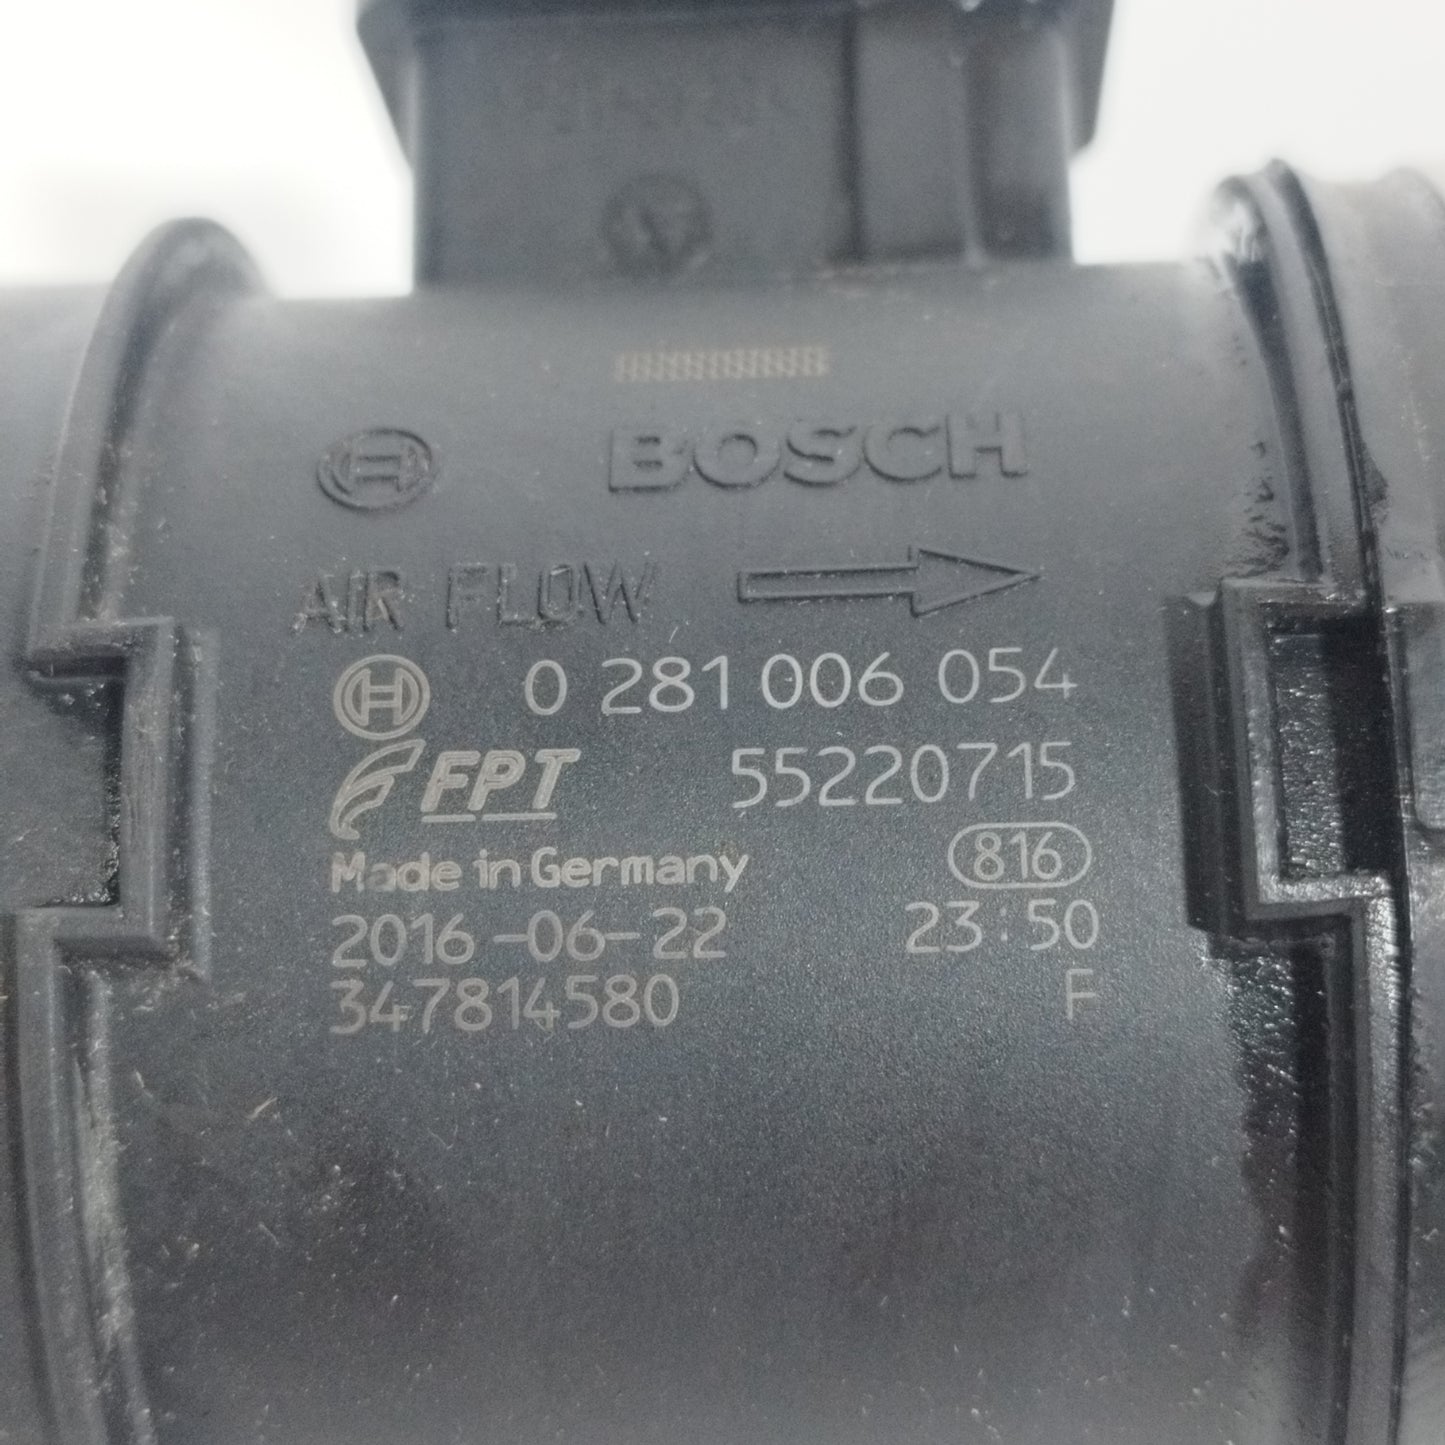 BOSCH
AIR FLOW
0 281 006 054
FPT 55220715
Made in Germany 816
2016-06-22 23:50
347814580 F